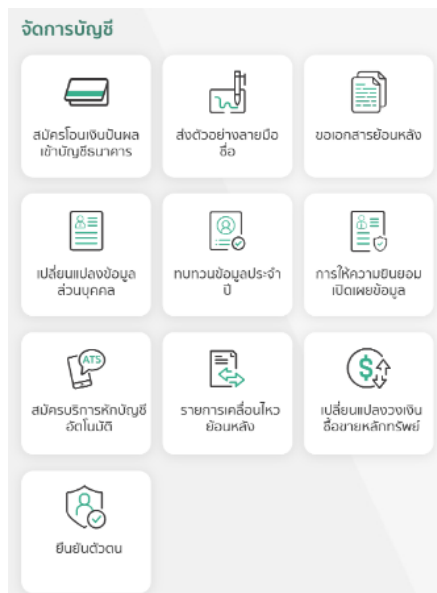 จัดการบัญชี
สมัครโอนเงินปันผล
เข้าบัญชีธนาคาร
ส่งตัวอย่างลายมือ
ชื่อ
ขอเอกสารย้อนหลัง
เปลี่ยนแปลงข้อมูล
ส่วนบุคคล
ทบทวนข้อมูลประจำ
ปี
การให้ความยินยอม
เปิดเผยข้อมูล
ATS
สมัครบริการหักบัญชี
อัตโนมัติ
รายการเคลื่อนไหว
ย้อนหลัง
$
เปลี่ยนแปลงวงเงิน
ซื้อขายหลักทรัพย์
ยืนยันตัวตน